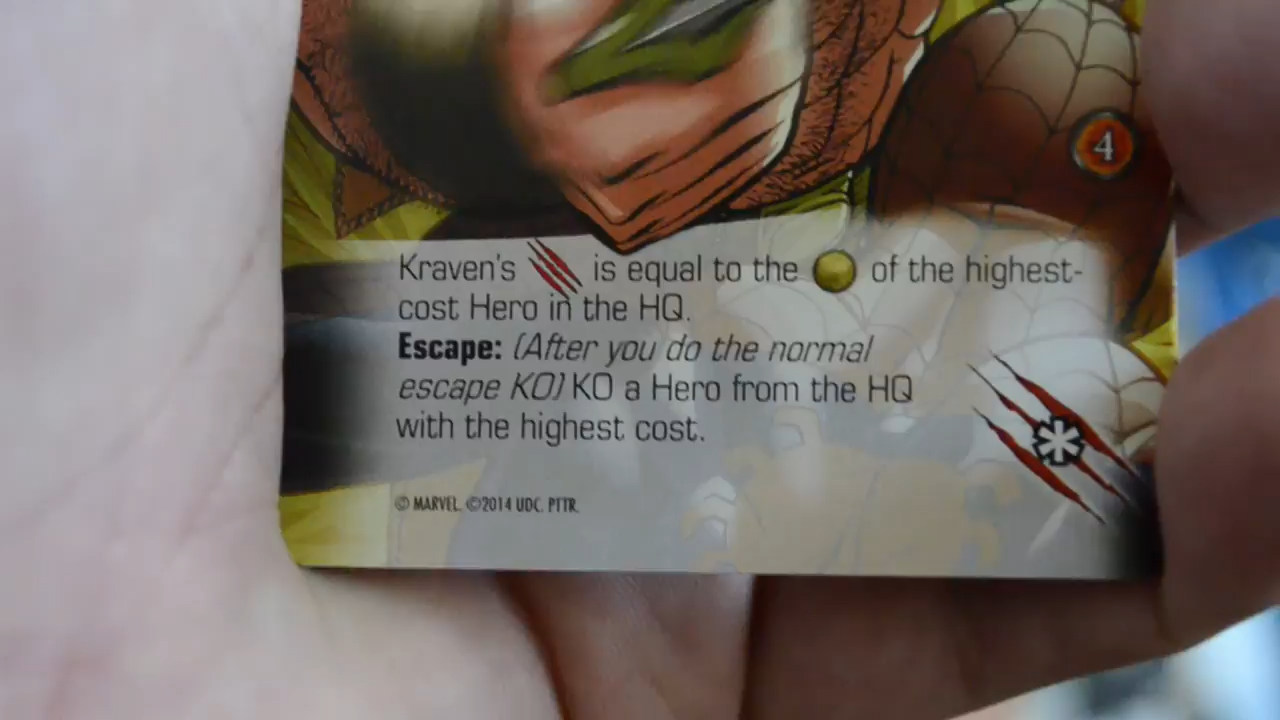 4
Kraven's is equal to the of the highest-
cost Hero in the HQ.
Escape: (After you do the normal
escape KO) KO a Hero from the HQ
with the highest cost.
*
© MARVEL. ©2014 UDC. PTTR.